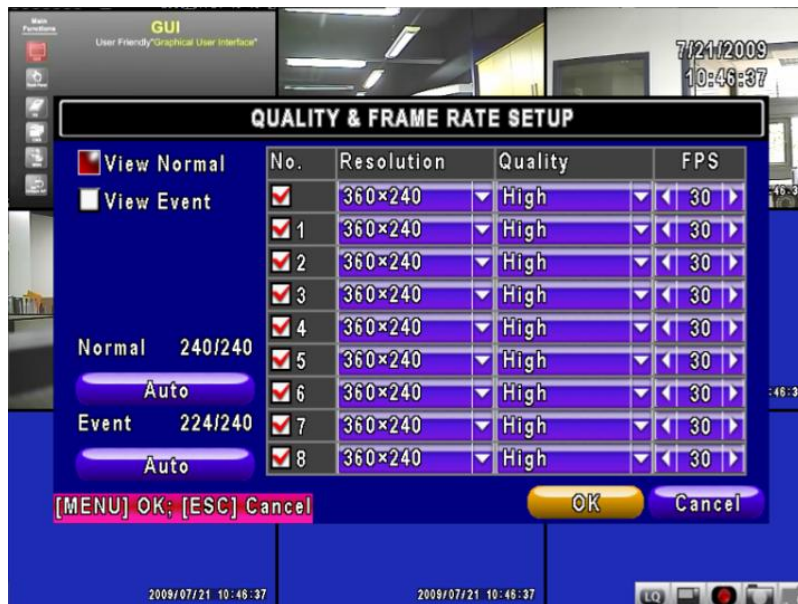 Main
Functions
GUI
User Friendly"Graphical User Interface"
7/21/2009
10:46:37
QUALITY & FRAME RATE SETUP
View Normal
View Event
No. Resolution Quality FPS
360×240 High 30
1 360×240 High 30
2 360×240 High 30
3 360×240 High 30
4 360×240 High 30
5 360×240 High 30
6 360×240 High 30
7 360×240 High 30
8 360×240 High 30
Normal 240/240
Auto
Event 224/240
Auto
[MENU] OK; [ESC] Cancel
OK
Cancel
2009/07/21 10:46:37
2009/07/21 10:46:37
LQ